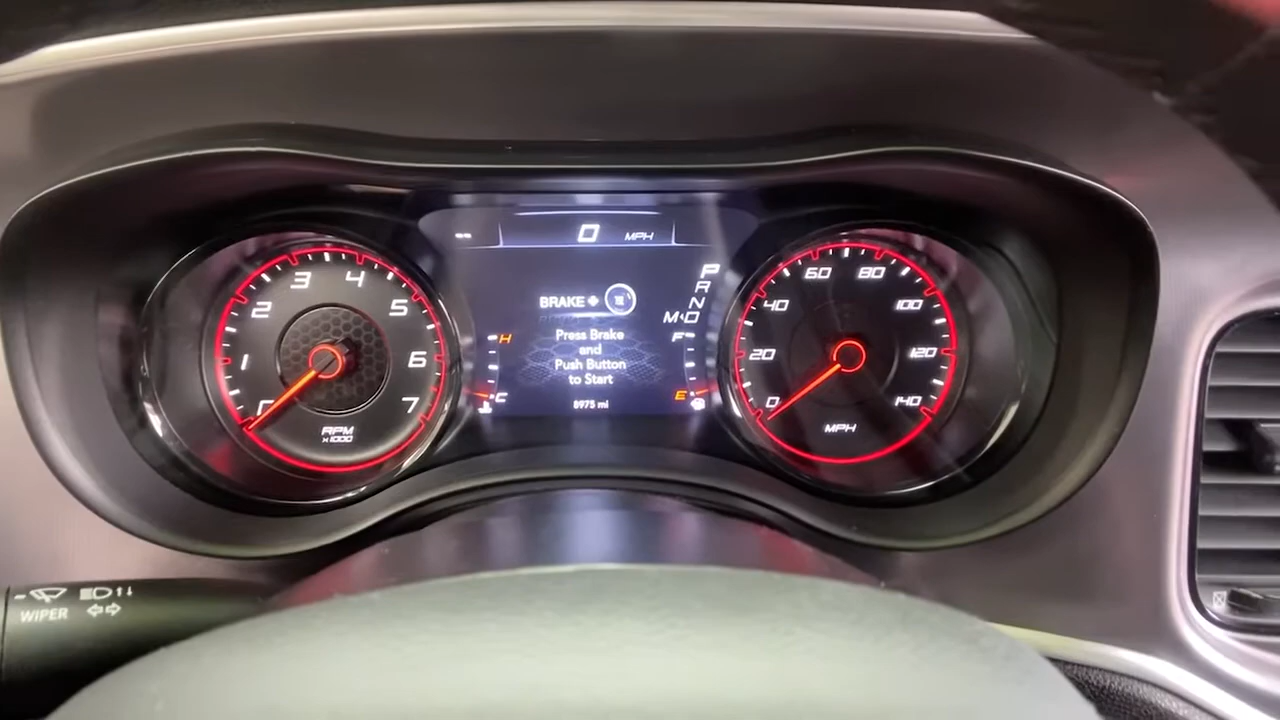 0 MPH
BRAKE +
Press Brake
and
Push Button
to Start
8975 mi
H
C
P
R
N
M D
F
E
1
2
3
4
5
6
7
RPM
x1000
0
20
40
60
80
100
120
140
MPH
WIPER